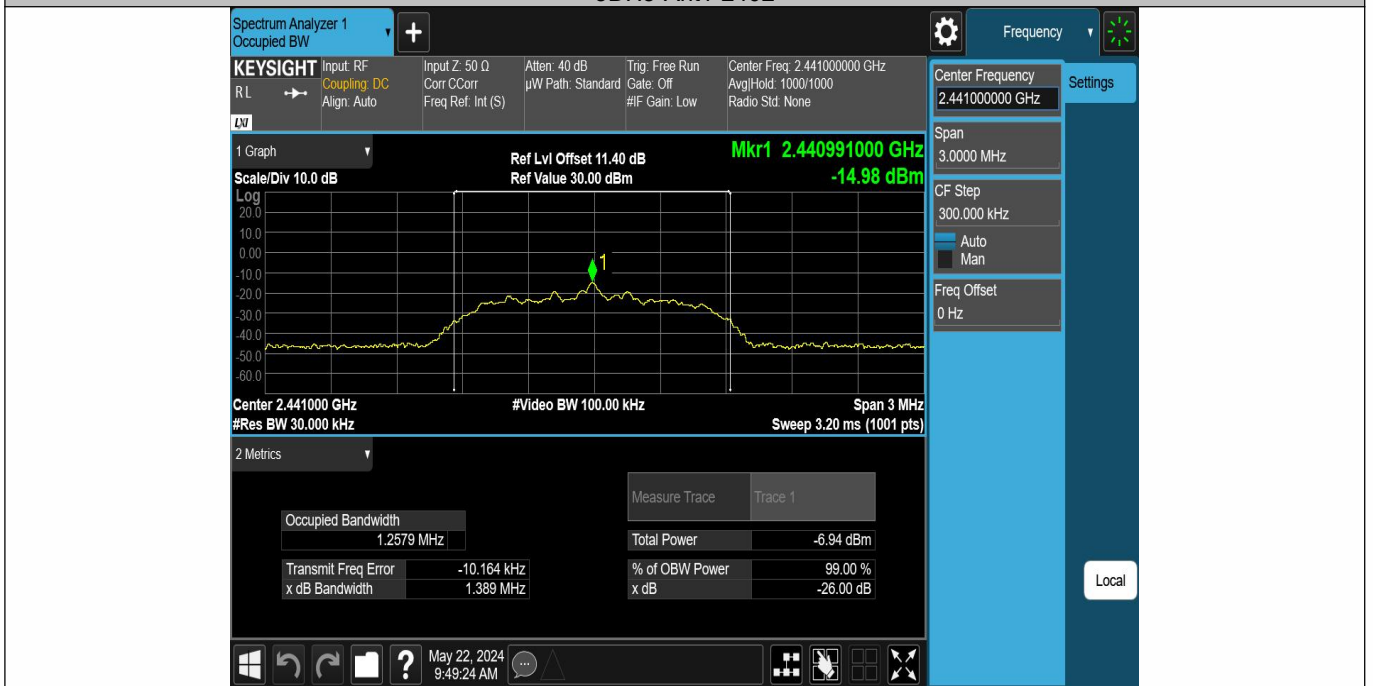 Spectrum Analyzer 1
Occupied BW
Frequency
KEYSIGHT
R L
LXI
Input: RF
Coupling: DC
Align: Auto
Input Z: 50 Ω
Corr CCorr
Freq Ref: Int (S)
Atten: 40 dB
µW Path: Standard
Trig: Free Run
Gate: Off
#IF Gain: Low
Center Freq: 2.441000000 GHz
Avg|Hold: 1000/1000
Radio Std: None
Center Frequency
2.441000000 GHz
Settings
Span
3.0000 MHz
CF Step
300.000 kHz
Auto
Man
Freq Offset
0 Hz
Local
1 Graph
Scale/Div 10.0 dB
Ref Lvl Offset 11.40 dB
Ref Value 30.00 dBm
Mkr1 2.440991000 GHz
-14.98 dBm
Log
20.0
10.0
0.00
-10.0
-20.0
-30.0
-40.0
-50.0
-60.0
1
Center 2.441000 GHz
#Video BW 100.00 kHz
Span 3 MHz
#Res BW 30.000 kHz
Sweep 3.20 ms (1001 pts)
2 Metrics
Measure Trace Trace 1
Occupied Bandwidth
1.2579 MHz
Total Power -6.94 dBm
Transmit Freq Error -10.164 kHz
% of OBW Power 99.00 %
x dB Bandwidth 1.389 MHz
x dB -26.00 dB
May 22, 2024
9:49:24 AM